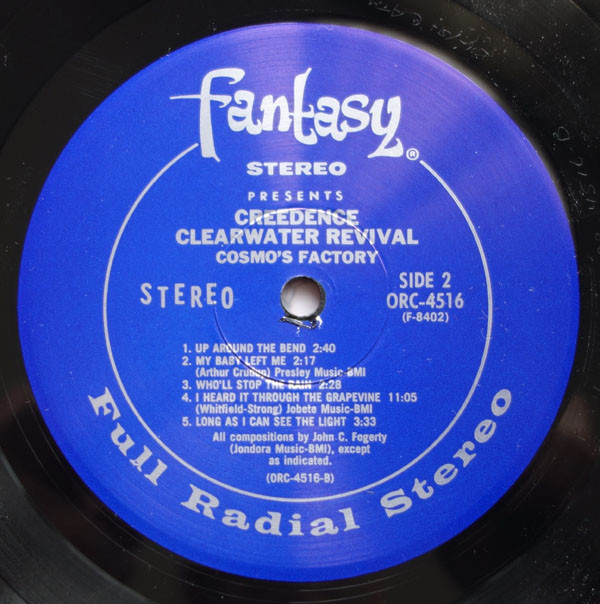 fantasy®
STEREO
PRESENTS
CREEDENCE
CLEARWATER REVIVAL
COSMO'S FACTORY
STEREO
SIDE 2
ORC-4516
(F-8402)
1. UP AROUND THE BEND 2:40
2. MY BABY LEFT ME 2:17
(Arthur Crudup) Presley Music-BMI
3. WHO'LL STOP THE RAIN 2:28
4. I HEARD IT THROUGH THE GRAPEVINE 11:05
(Whitfield-Strong) Jobete Music-BMI
5. LONG AS I CAN SEE THE LIGHT 3:33
All compositions by John C. Fogerty
(Jondora Music-BMI), except
as indicated.
(ORC-4516-B)
Full Radial Stereo